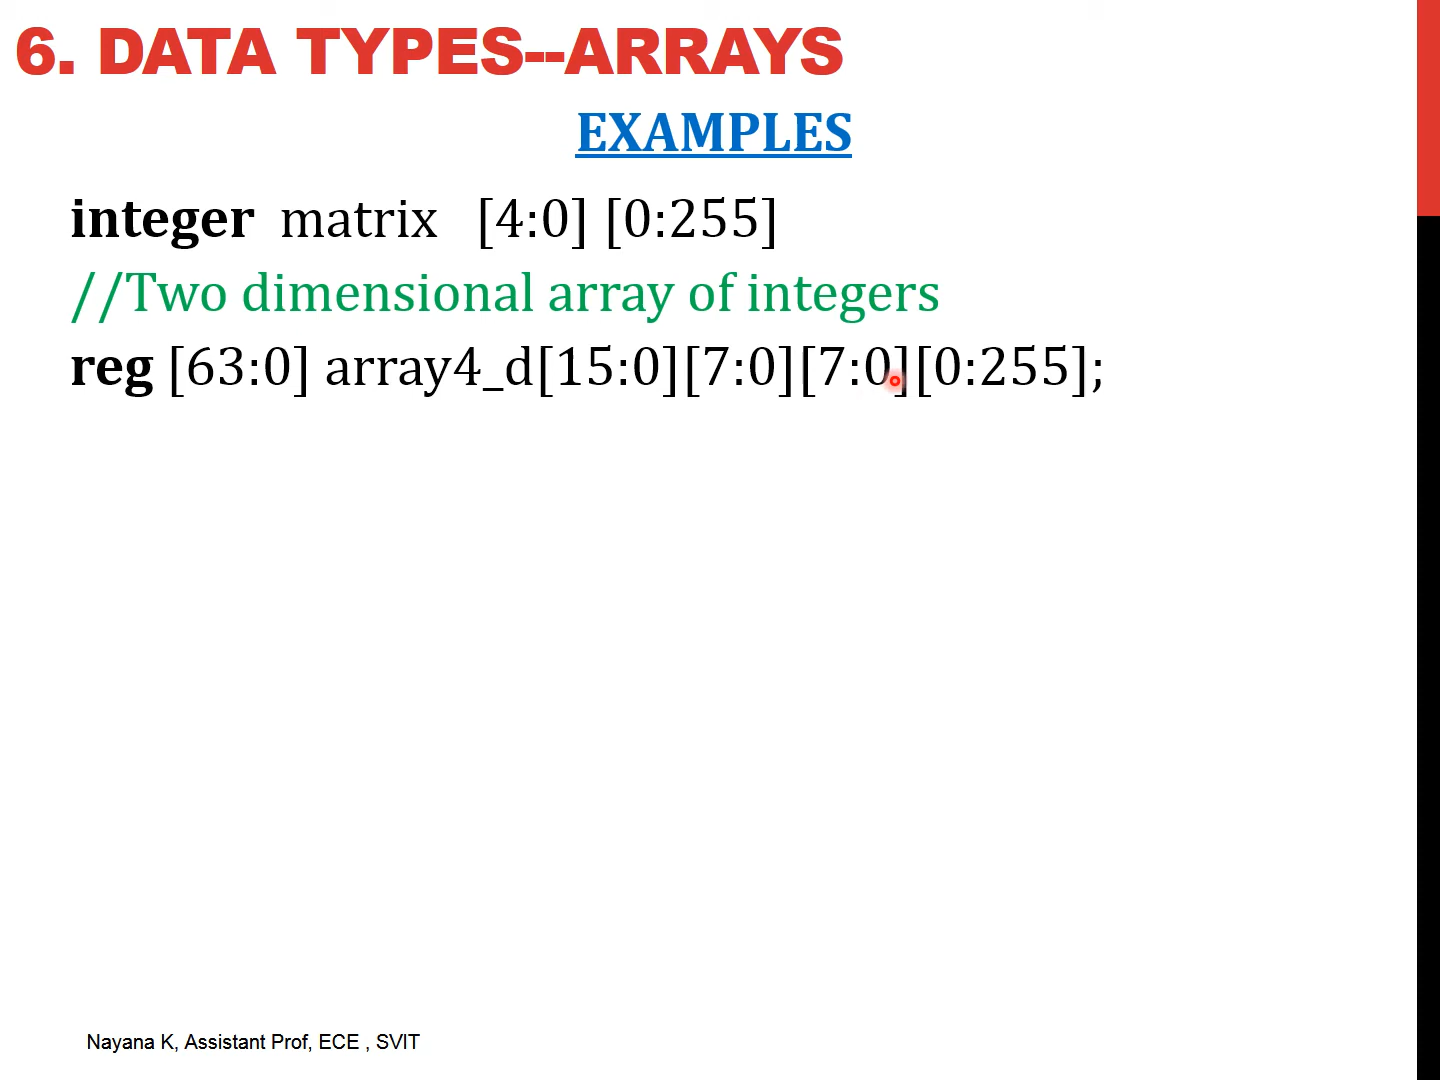 6. DATA TYPES--ARRAYS
EXAMPLES
integer matrix [4:0] [0:255]
//Two dimensional array of integers
reg [63:0] array4_d[15:0][7:0][7:0][0:255];
Nayana K, Assistant Prof, ECE , SVIT